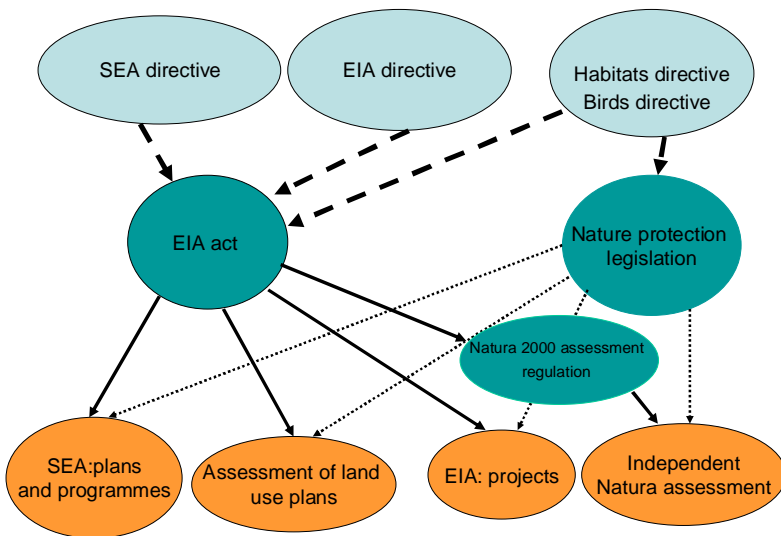 SEA directive
EIA directive
Habitats directive
Birds directive
EIA act
Nature protection
legislation
Natura 2000 assessment
regulation
SEA:plans
and programmes
Assessment of land
use plans
EIA: projects
Independent
Natura assessment